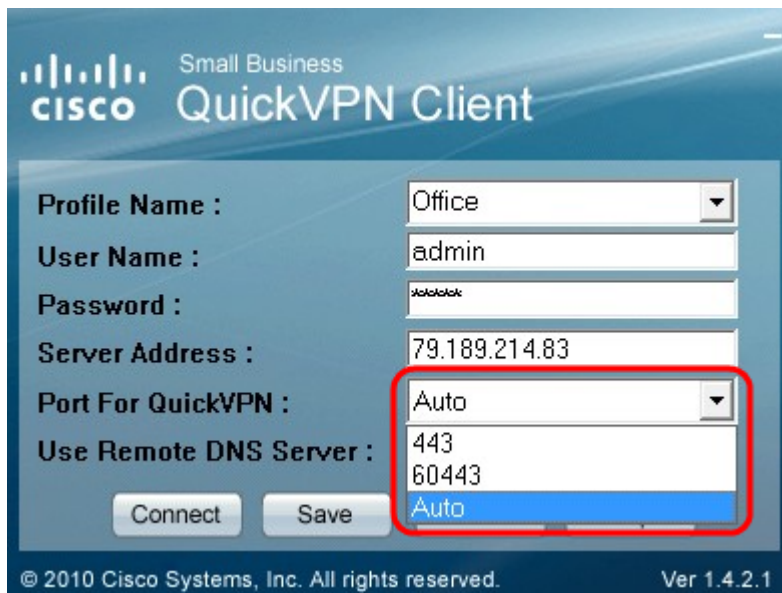 Small Business
CISCO QuickVPN Client
Profile Name : Office
User Name : admin
Password : ******
Server Address : 79.189.214.83
Port For QuickVPN : Auto
443
Use Remote DNS Server :
60443
Auto
Connect Save
© 2010 Cisco Systems, Inc. All rights reserved. Ver 1.4.2.1